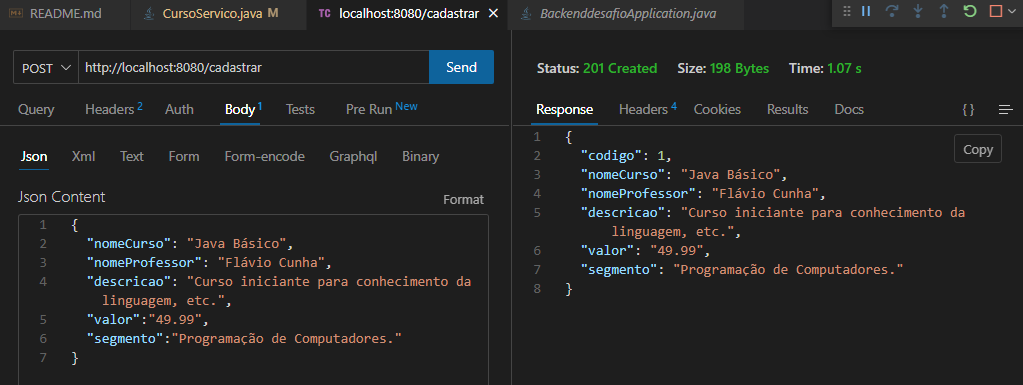 README.md
CursoServico.java M
TC localhost:8080/cadastrar
BackenddesafioApplication.java
POST http://localhost:8080/cadastrar Send
Query Headers 2 Auth Body 1 Tests Pre Run New
Json Xml Text Form Form-encode Graphql Binary
Json Content
Format
1 {
2 "nomeCurso": "Java Básico",
3 "nomeProfessor": "Flávio Cunha",
4 "descricao": "Curso iniciante para conhecimento da
linguagem, etc.",
5 "valor":"49.99",
6 "segmento":"Programação de Computadores."
7 }
Status: 201 Created Size: 198 Bytes Time: 1.07 s
Response Headers 4 Cookies Results Docs {}
Copy
1 {
2 "codigo": 1,
3 "nomeCurso": "Java Básico",
4 "nomeProfessor": "Flávio Cunha",
5 "descricao": "Curso iniciante para conhecimento da
linguagem, etc.",
6 "valor": "49.99",
7 "segmento": "Programação de Computadores."
8 }